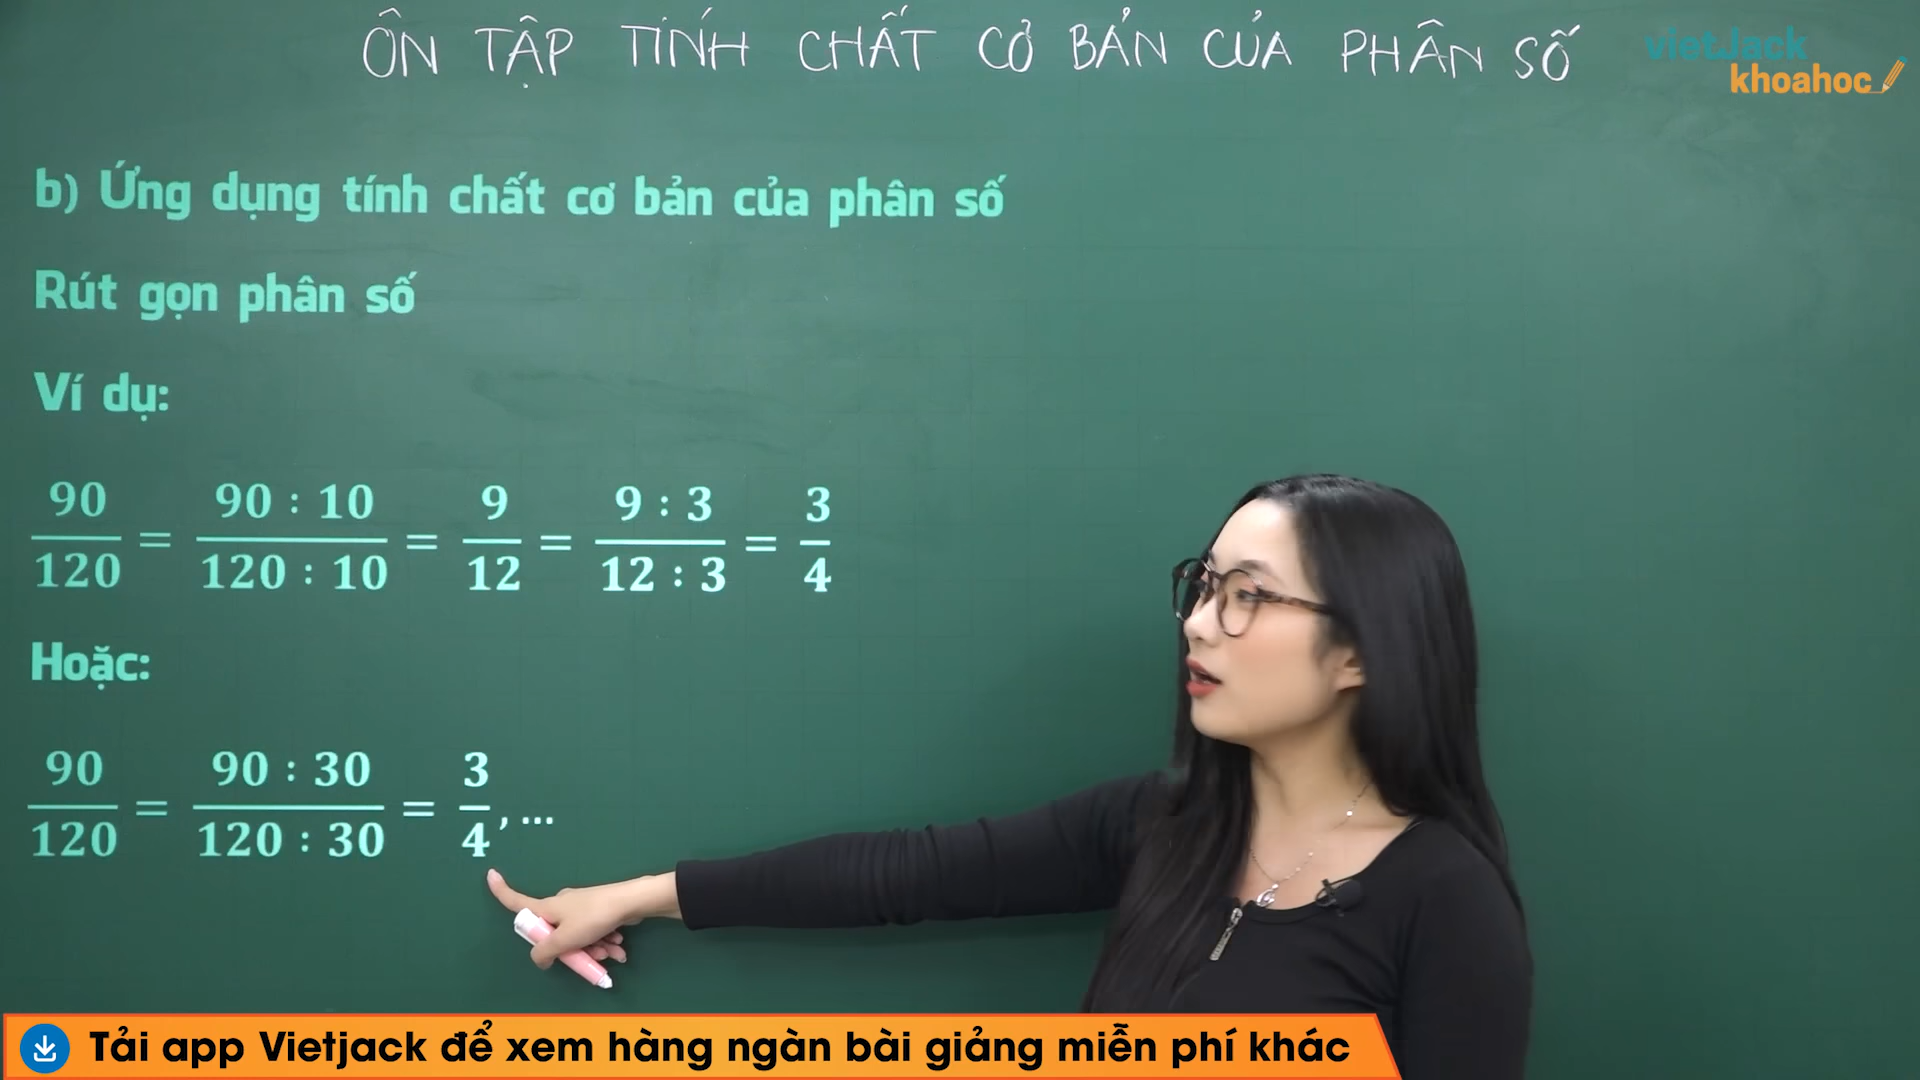 ÔN TẬP TÍNH CHẤT CƠ BẢN CỦA PHÂN SỐ
vietJack
khoahoc
b) Ứng dụng tính chất cơ bản của phân số
Rút gọn phân số
Ví dụ:
90/120 = 90 : 10/120 : 10 = 9/12 = 9 : 3/12 : 3 = 3/4
Hoặc:
90/120 = 90 : 30/120 : 30 = 3/4 , ...
Tải app Vietjack để xem hàng ngàn bài giảng miễn phí khác